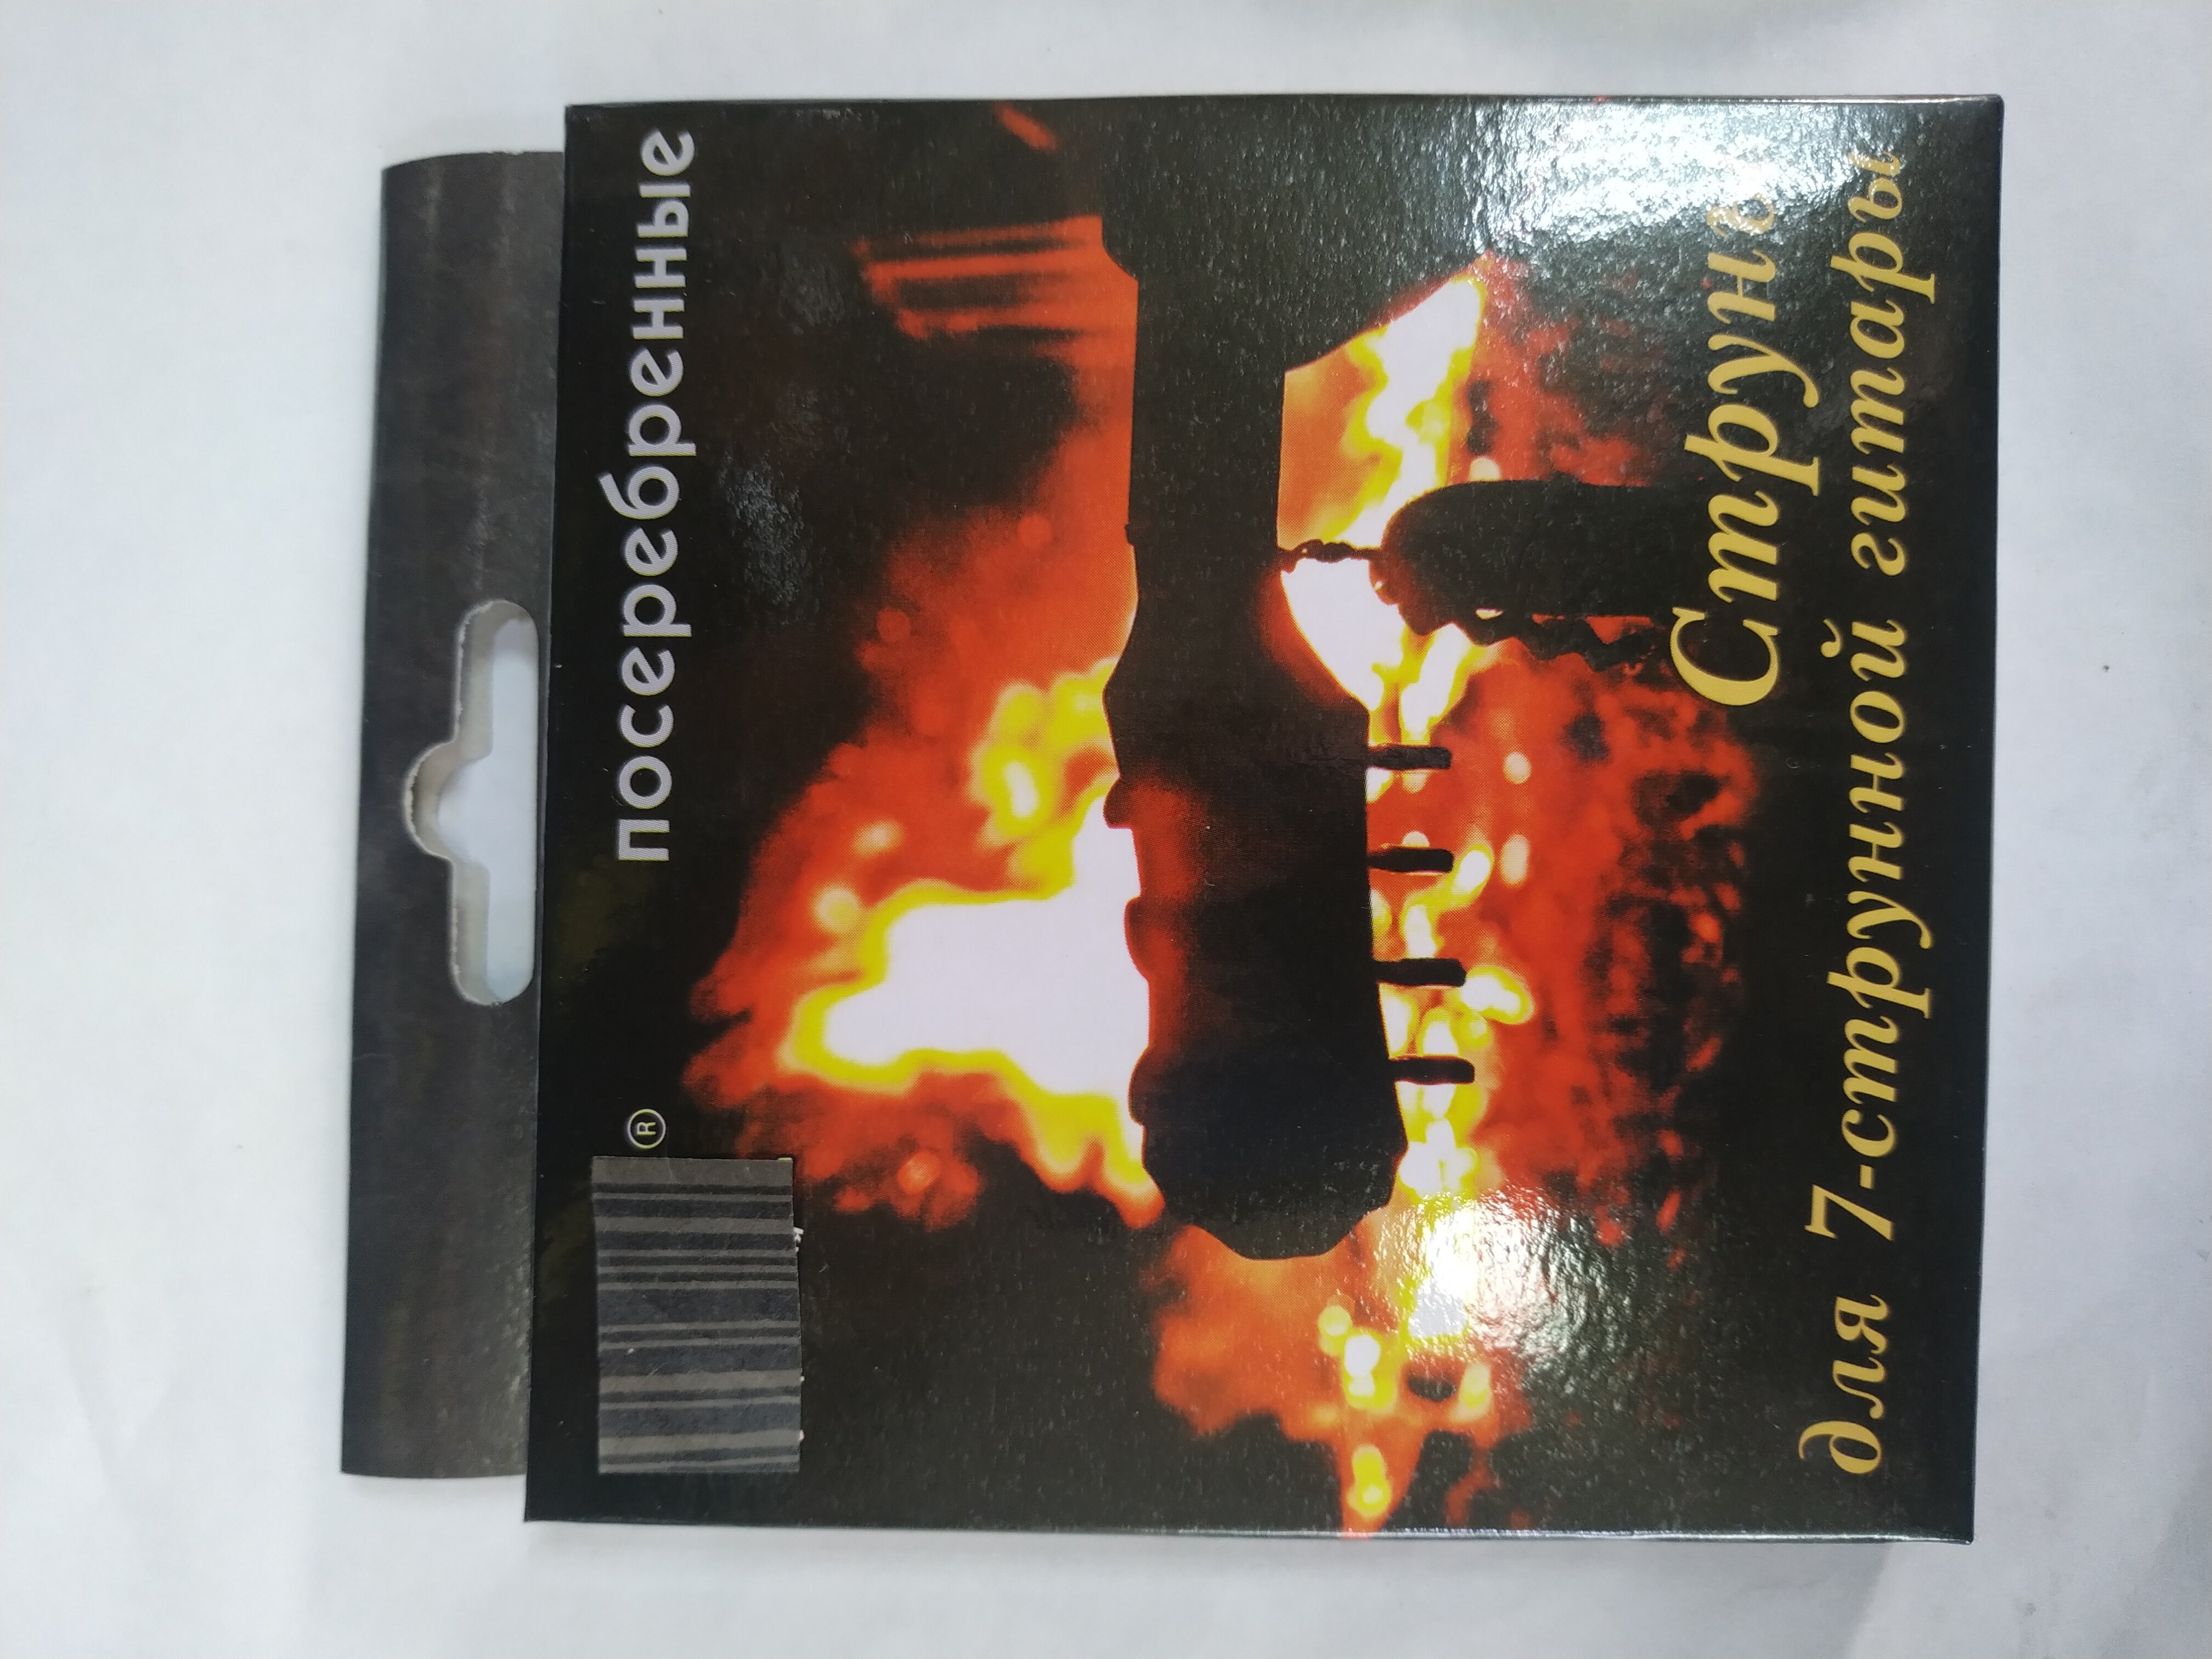 ®
посеребренные
Струны
для 7-струнной гитары